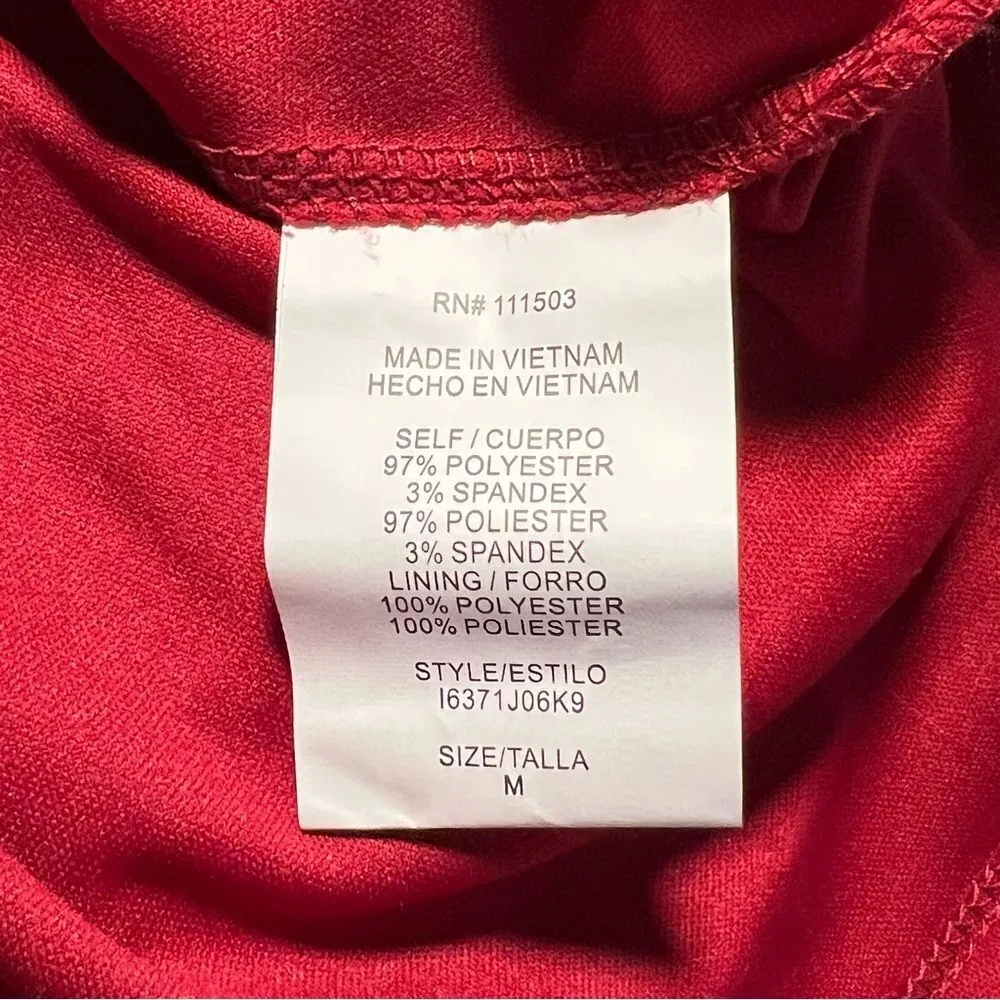 RN# 111503
MADE IN VIETNAM
HECHO EN VIETNAM
SELF / CUERPO
97% POLYESTER
3% SPANDEX
97% POLIESTER
3% SPANDEX
LINING / FORRO
100% POLYESTER
100% POLIESTER
STYLE/ESTILO
I6371J06K9
SIZE/TALLA
M